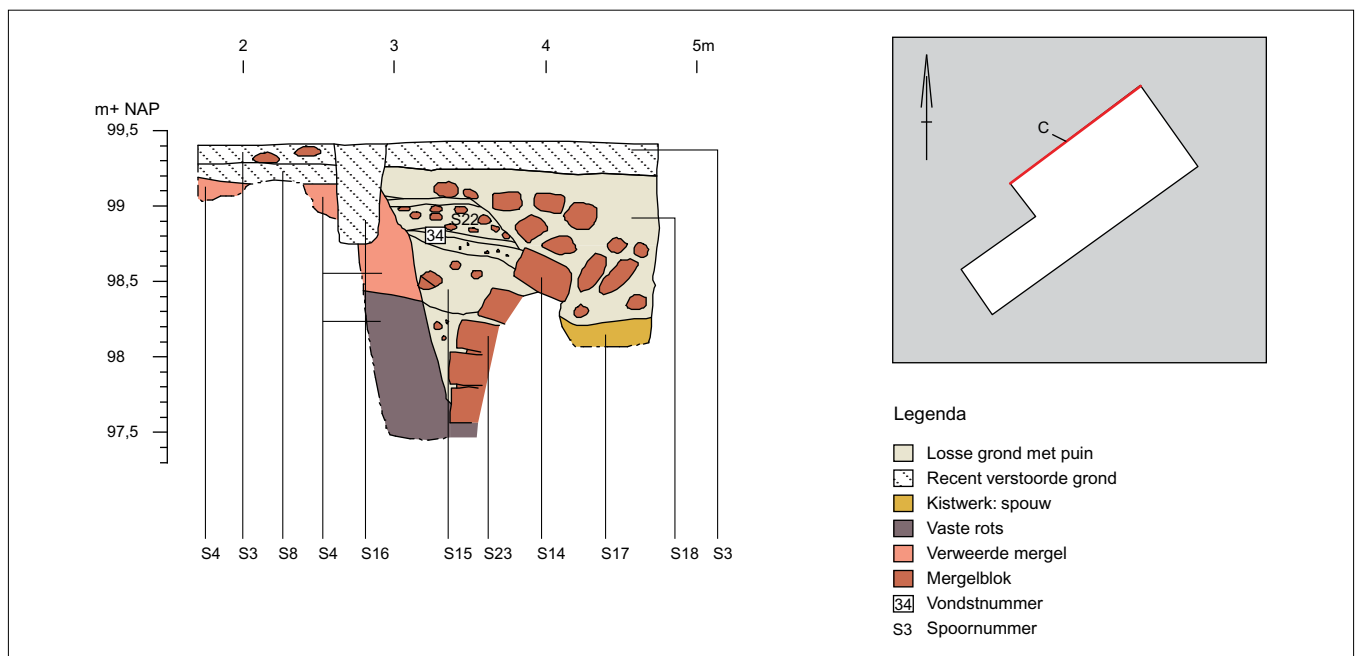 2 3 4 5m
m+ NAP
99,5
99
98,5
98
97,5
S22
34
S4 S3 S8 S4 S16 S15 S23 S14 S17 S18 S3
C
Legenda
Losse grond met puin
Recent verstoorde grond
Kistwerk: spouw
Vaste rots
Verweerde mergel
Mergelblok
34 Vondstnummer
S3 Spoornummer